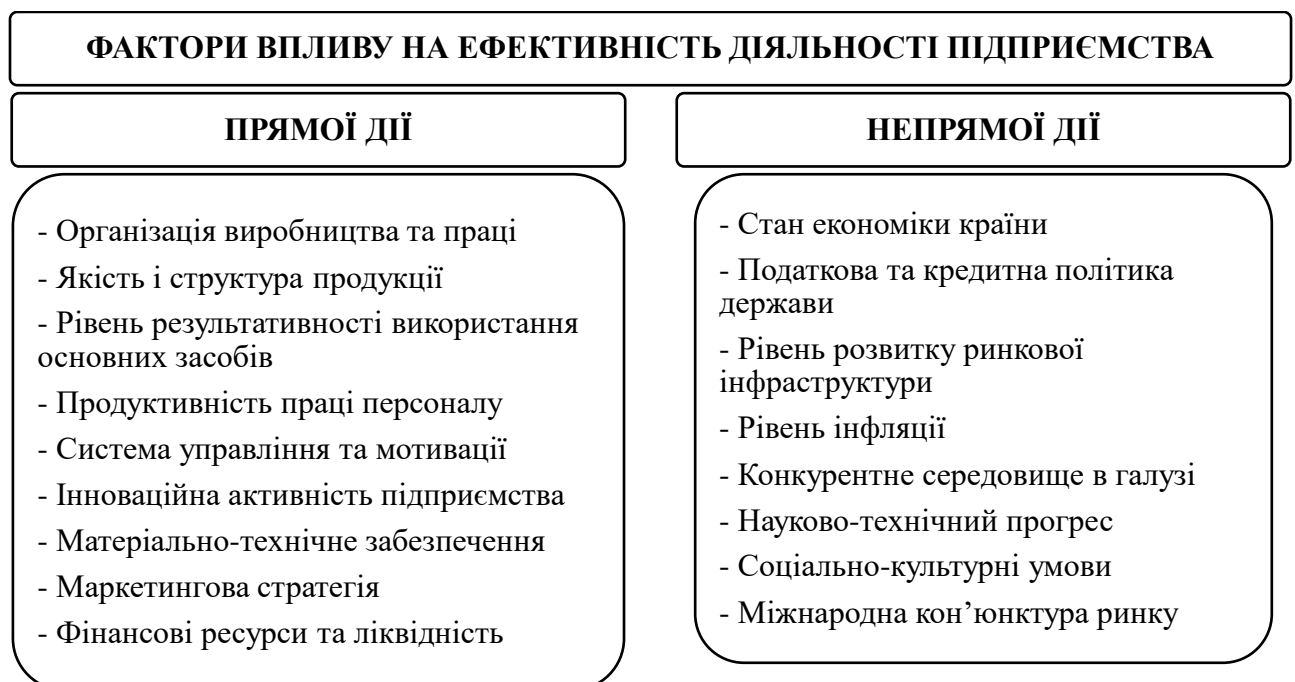 ФАКТОРИ ВПЛИВУ НА ЕФЕКТИВНІСТЬ ДІЯЛЬНОСТІ ПІДПРИЄМСТВА
ПРЯМОЇ ДІЇ
- Організація виробництва та праці
- Якість і структура продукції
- Рівень результативності використання
основних засобів
- Продуктивність праці персоналу
- Система управління та мотивації
- Інноваційна активність підприємства
- Матеріально-технічне забезпечення
- Маркетингова стратегія
- Фінансові ресурси та ліквідність
НЕПРЯМОЇ ДІЇ
- Стан економіки країни
- Податкова та кредитна політика
держави
- Рівень розвитку ринкової
інфраструктури
- Рівень інфляції
- Конкурентне середовище в галузі
- Науково-технічний прогрес
- Соціально-культурні умови
- Міжнародна кон’юнктура ринку